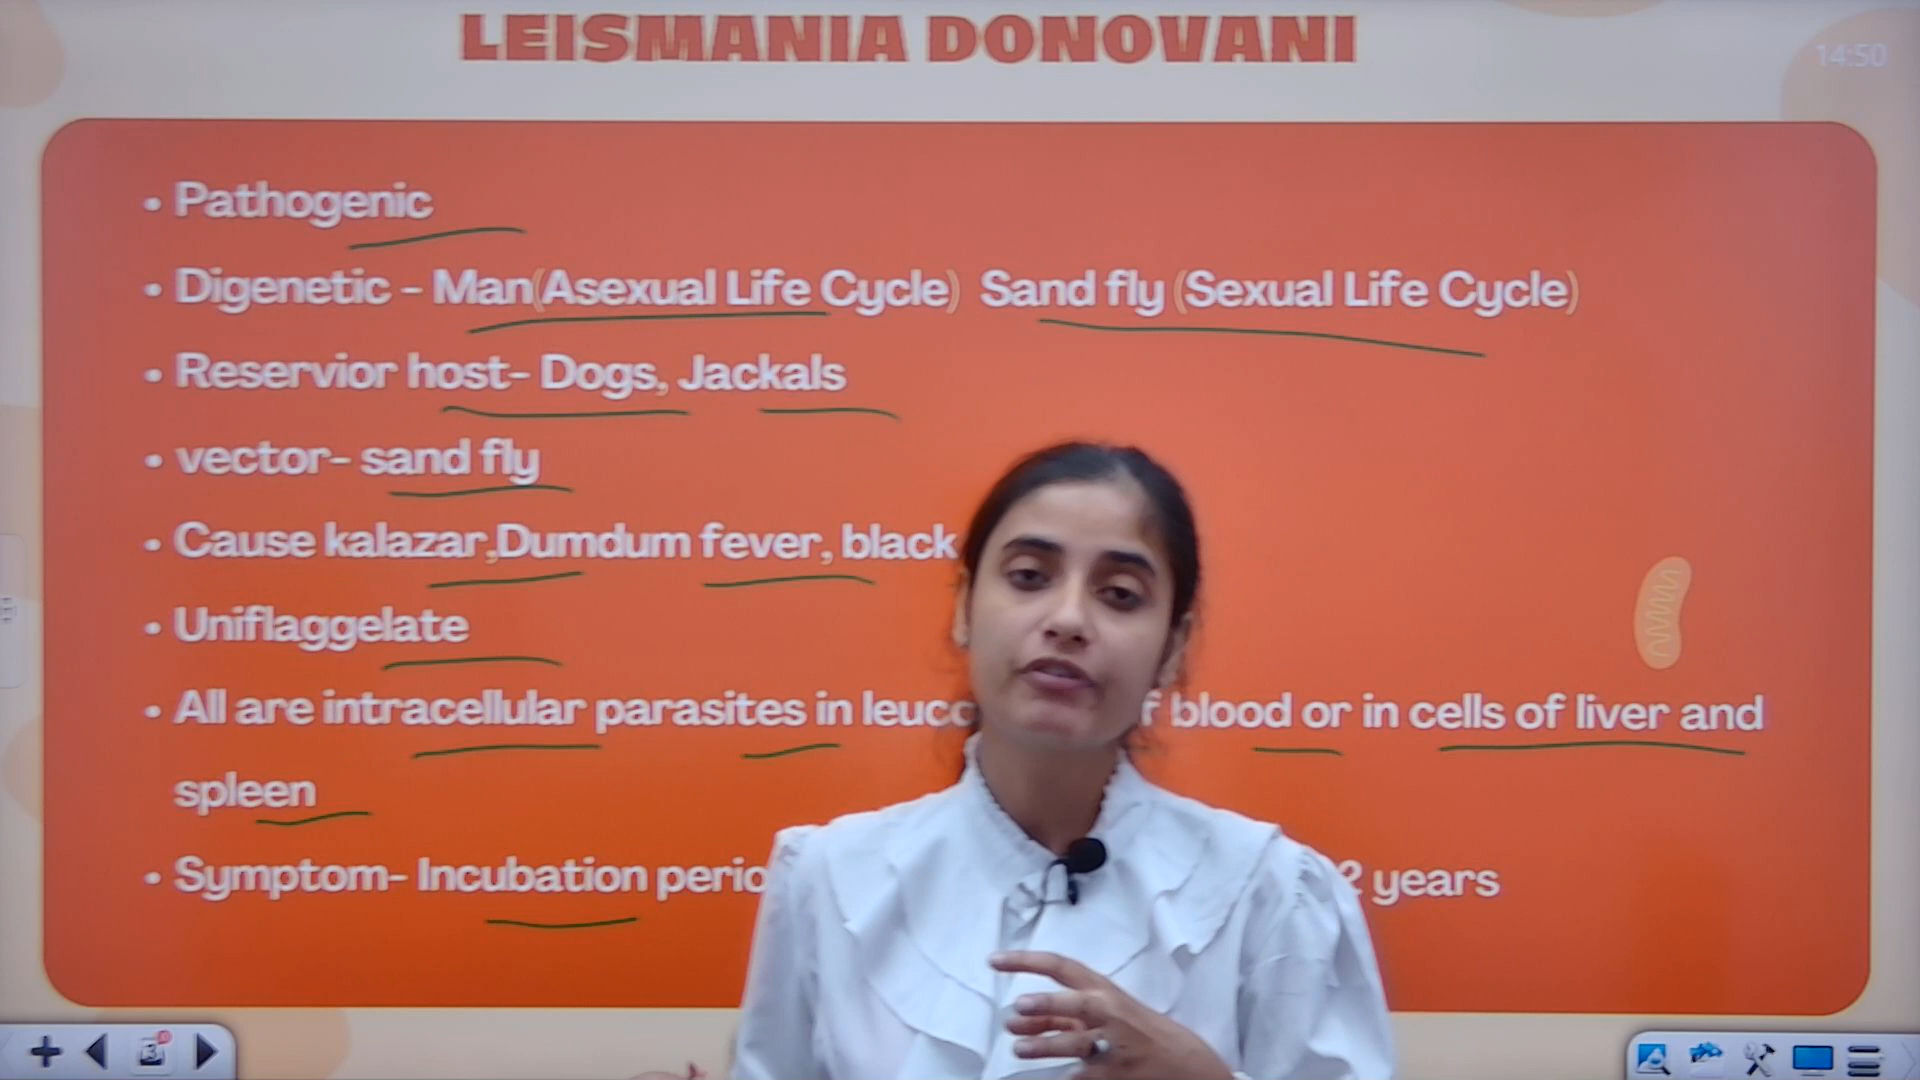 LEISMANIA DONOVANI
14:50
• Pathogenic
• Digenetic - Man(Asexual Life Cycle) Sand fly (Sexual Life Cycle)
• Reservior host- Dogs, Jackals
• vector- sand fly
• Cause kalazar,Dumdum fever, black
• Uniflaggelate
• All are intracellular parasites in blood or in cells of liver and
spleen
• Symptom- Incubation 2 years